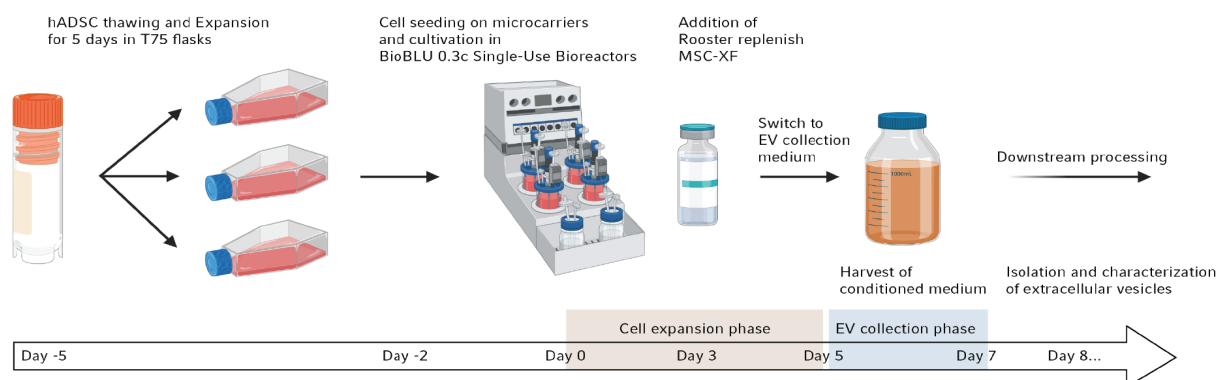 hADSC thawing and Expansion
for 5 days in T75 flasks
Cell seeding on microcarriers
and cultivation in
BioBLU 0.3c Single-Use Bioreactors
Addition of
Rooster replenish
MSC-XF
Switch to
EV collection
medium
1000mL
Downstream processing
Harvest of
conditioned medium
Isolation and characterization
of extracellular vesicles
Cell expansion phase
EV collection phase
Day -5
Day -2
Day 0
Day 3
Day 5
Day 7
Day 8...